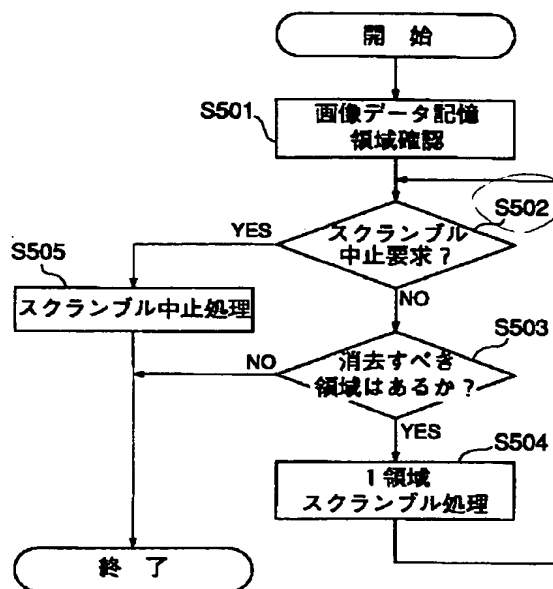 開 始
S501
画像データ記憶
領域確認
S502
スクランブル
中止要求?
YES
NO
S505
スクランブル中止処理
S503
消去すべき
領域はあるか?
NO
YES
S504
1領域
スクランブル処理
終 了